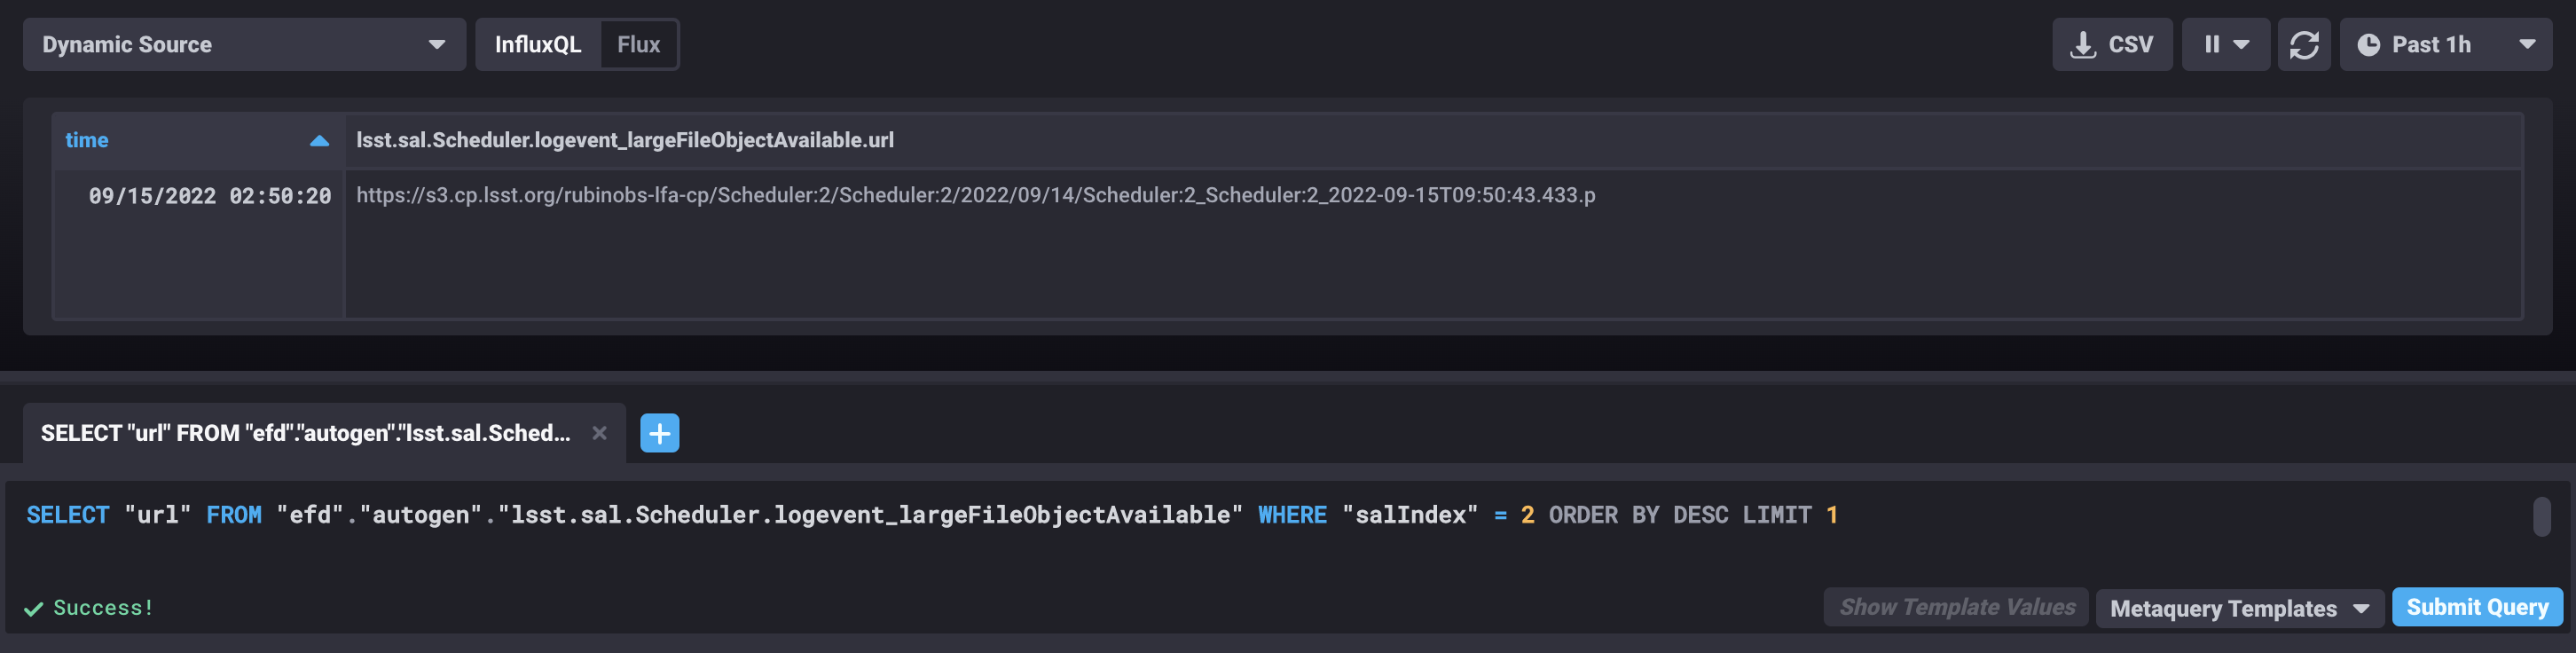 Dynamic Source InfluxQL Flux CSV Past 1h
time lsst.sal.Scheduler.logevent_largeFileObjectAvailable.url
09/15/2022 02:50:20 https://s3.cp.lsst.org/rubinobs-lfa-cp/Scheduler:2/Scheduler:2/2022/09/14/Scheduler:2_Scheduler:2_2022-09-15T09:50:43.433.p
SELECT "url" FROM "efd"."autogen"."lsst.sal.Sched...
SELECT "url" FROM "efd"."autogen"."lsst.sal.Scheduler.logevent_largeFileObjectAvailable" WHERE "salIndex" = 2 ORDER BY DESC LIMIT 1
Success! Show Template Values Metaquery Templates Submit Query